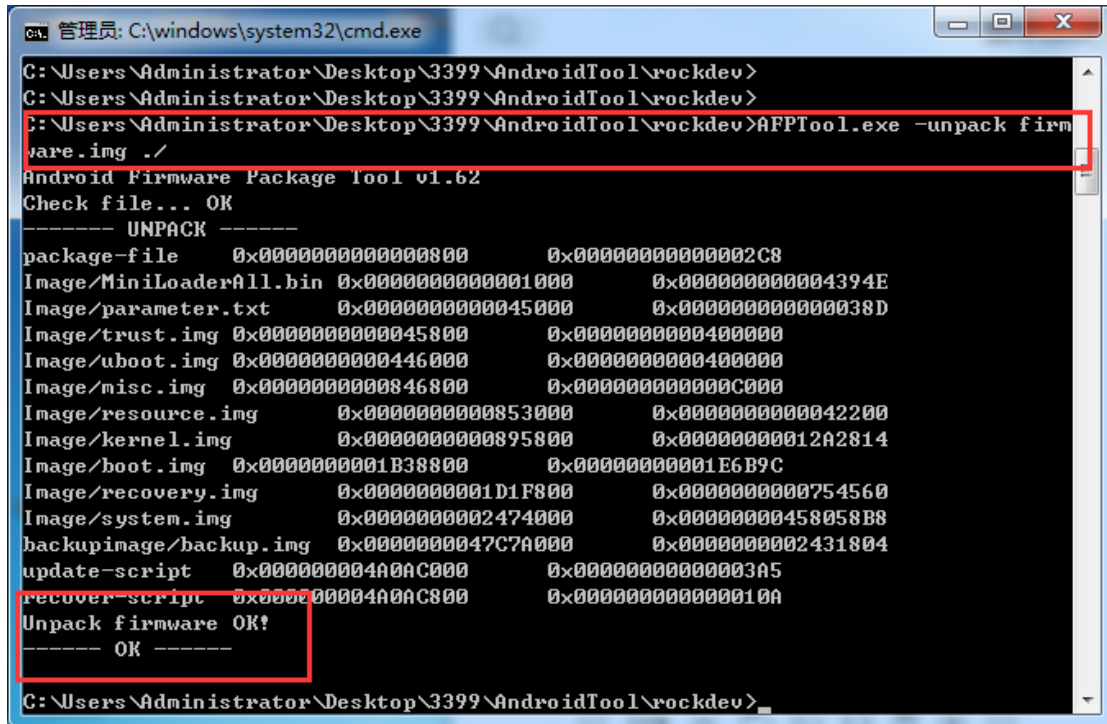 管理员: C:\windows\system32\cmd.exe
C:\Users\Administrator\Desktop\3399\AndroidTool\rockdev>
C:\Users\Administrator\Desktop\3399\AndroidTool\rockdev>
C:\Users\Administrator\Desktop\3399\AndroidTool\rockdev>AFPTool.exe -unpack firm
ware.img ./
Android Firmware Package Tool v1.62
Check file... OK
------- UNPACK ------
package-file 0x0000000000000800 0x00000000000002C8
Image/MiniLoaderAll.bin 0x0000000000001000 0x000000000004394E
Image/parameter.txt 0x0000000000045000 0x000000000000038D
Image/trust.img 0x0000000000045800 0x0000000000400000
Image/uboot.img 0x0000000000446000 0x0000000000400000
Image/misc.img 0x0000000000846800 0x000000000000C000
Image/resource.img 0x0000000000853000 0x0000000000042200
Image/kernel.img 0x0000000000895800 0x00000000012A2814
Image/boot.img 0x0000000001B38800 0x00000000001E6B9C
Image/recovery.img 0x0000000001D1F800 0x0000000000754560
Image/system.img 0x0000000002474000 0x00000000458058B8
backupimage/backup.img 0x0000000047C7A000 0x0000000002431804
update-script 0x000000004A0AC000 0x00000000000003A5
recover-script 0x000000004A0AC800 0x000000000000010A
Unpack firmware OK!
------ OK ------
C:\Users\Administrator\Desktop\3399\AndroidTool\rockdev>